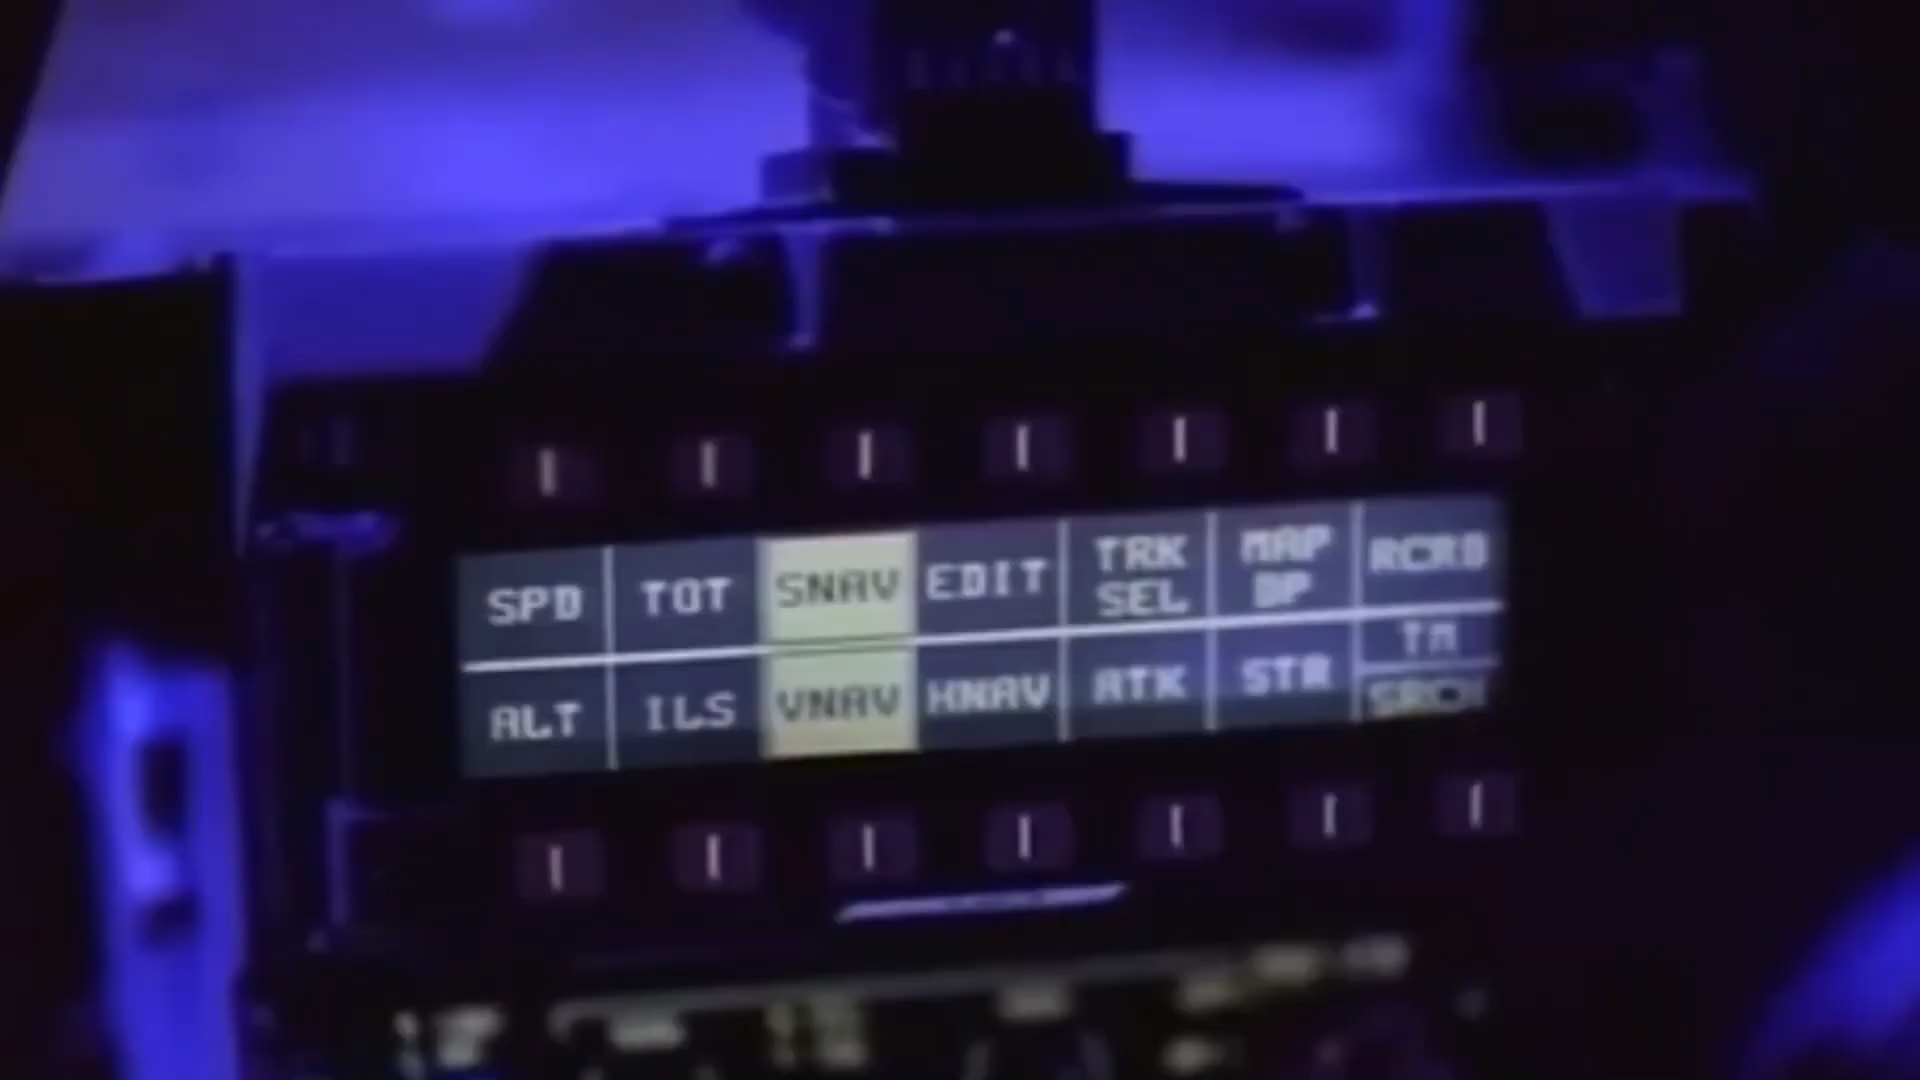 SPD TOT SNAV EDIT TRK SEL MAP DP RCRD
ALT ILS VNAV HNAV ATK STR TM